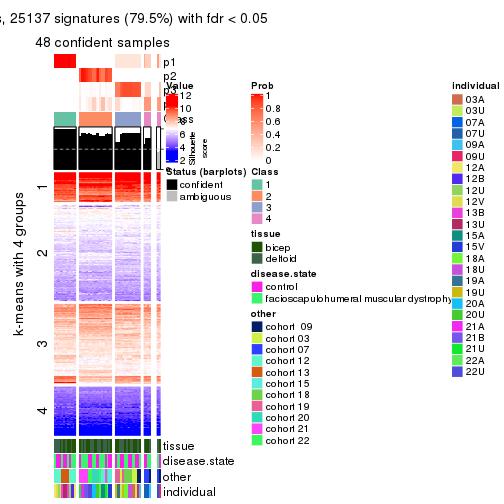 s, 25137 signatures (79.5%) with fdr < 0.05
48 confident samples
p1
p2
p3
Value
12
10
8
6
4
2
Silhouette
score
Status (barplots)
confident
ambiguous
Prob
1
0.8
0.6
0.4
0.2
0
Class
1
2
3
4
tissue
bicep
deltoid
disease.state
control
facioscapulohumeral muscular dystrophy
other
cohort 09
cohort 03
cohort 07
cohort 12
cohort 13
cohort 15
cohort 18
cohort 19
cohort 20
cohort 21
cohort 22
individual
03A
03U
07A
07U
09A
09U
12A
12B
12U
12V
13B
13U
15A
15V
18A
18U
19A
19U
20A
20U
21A
21B
21U
22A
22U
k-means with 4 groups
1
2
3
4
tissue
disease.state
other
individual